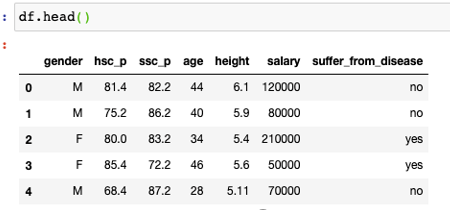 df.head()
gender hsc_p ssc_p age height salary suffer_from_disease
0 M 81.4 82.2 44 6.1 120000 no
1 M 75.2 86.2 40 5.9 80000 no
2 F 80.0 83.2 34 5.4 210000 yes
3 F 85.4 72.2 46 5.6 50000 yes
4 M 68.4 87.2 28 5.11 70000 no